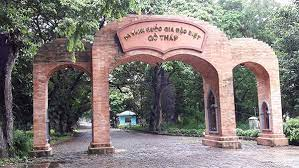 DI TÍCH QUỐC GIA ĐẶC BIỆT
GÒ THÁP